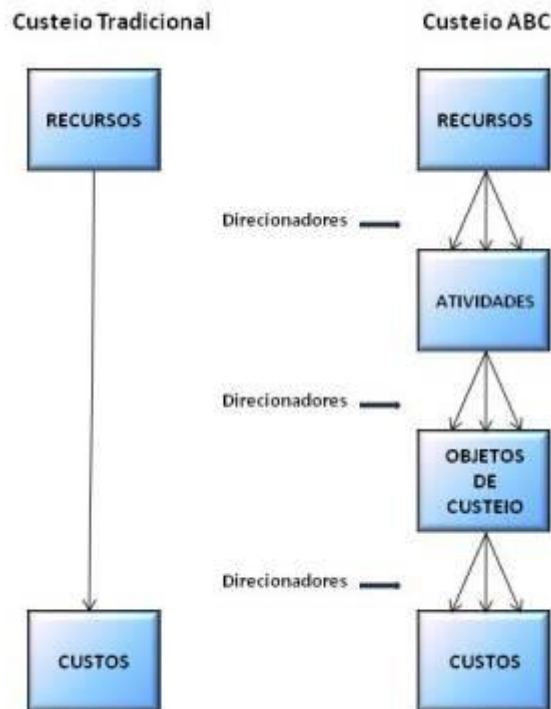 Custeio Tradicional
Custeio ABC
RECURSOS
RECURSOS
Direcionadores
ATIVIDADES
Direcionadores
OBJETOS
DE
CUSTEIO
Direcionadores
CUSTOS
CUSTOS